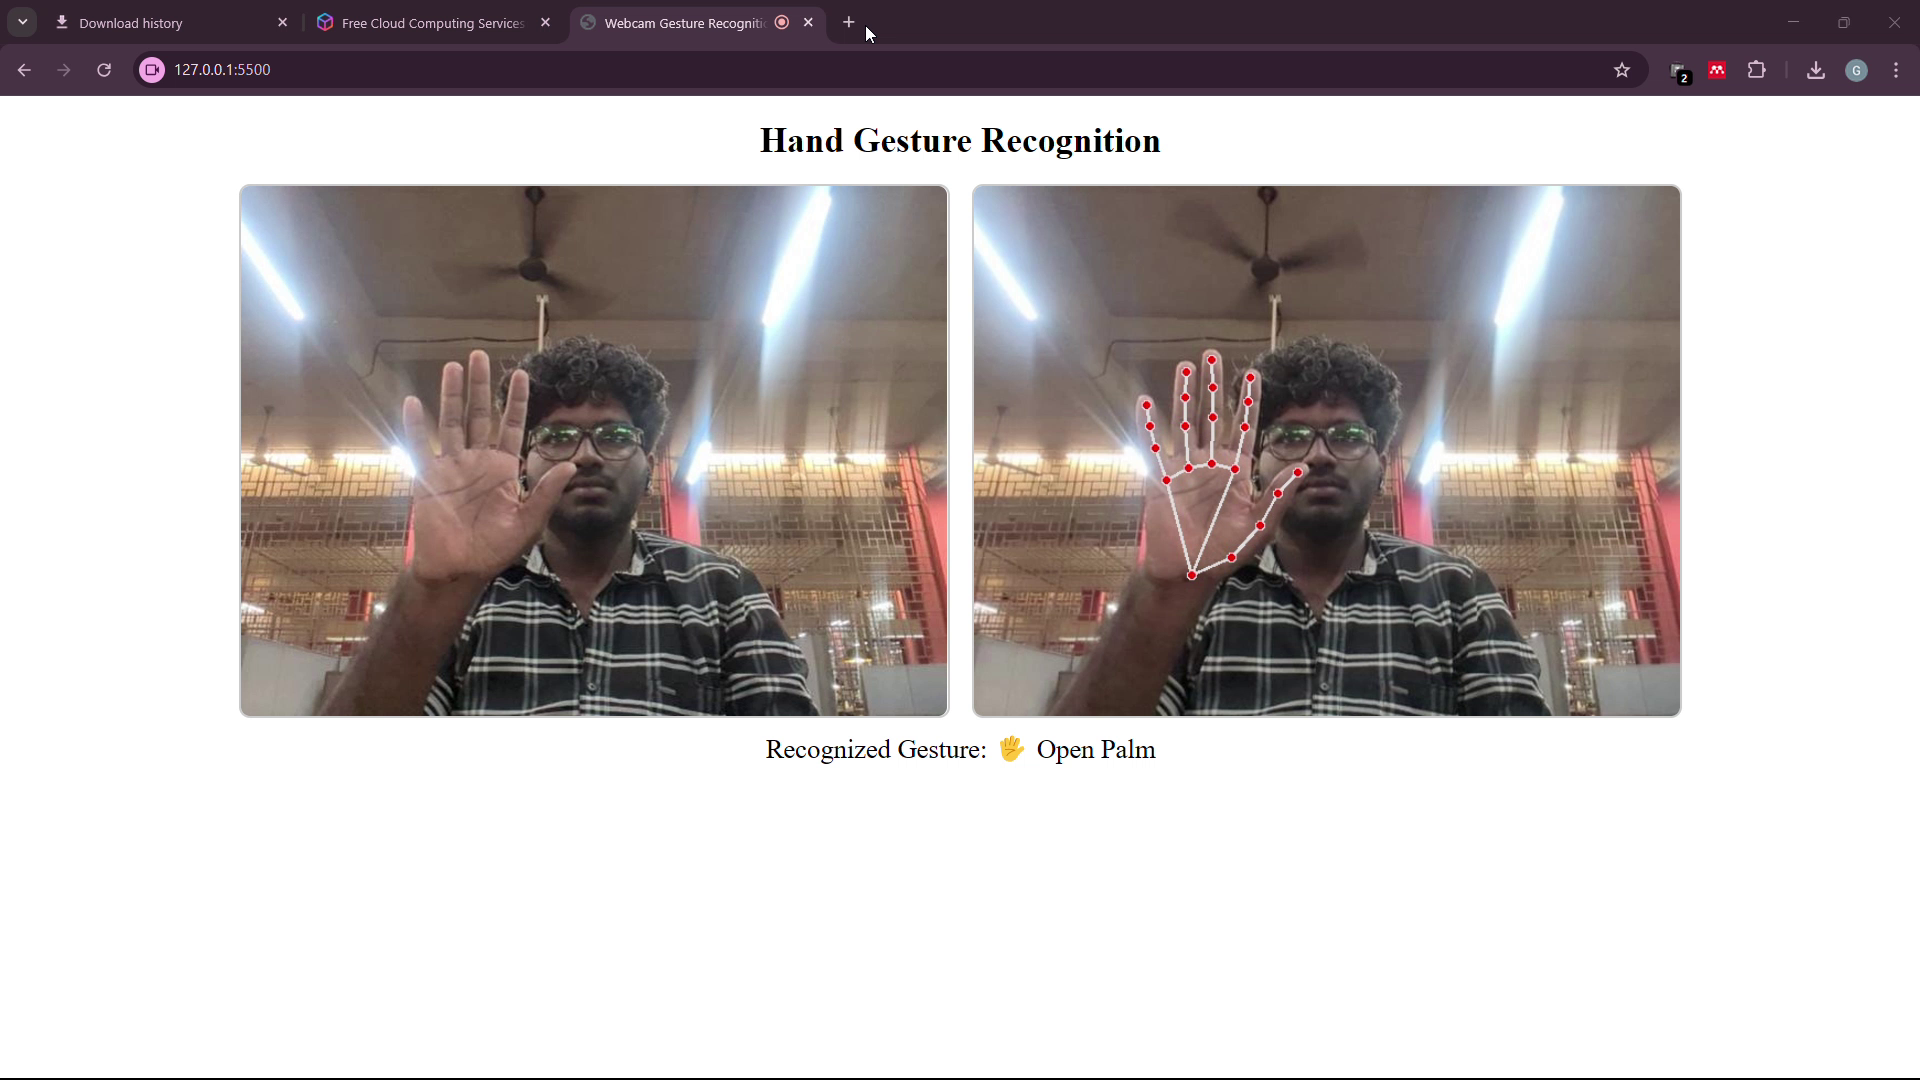 Download history
Free Cloud Computing Services
Webcam Gesture Recogniti
127.0.0.1:5500
2
G
Hand Gesture Recognition
Recognized Gesture: 🖐 Open Palm